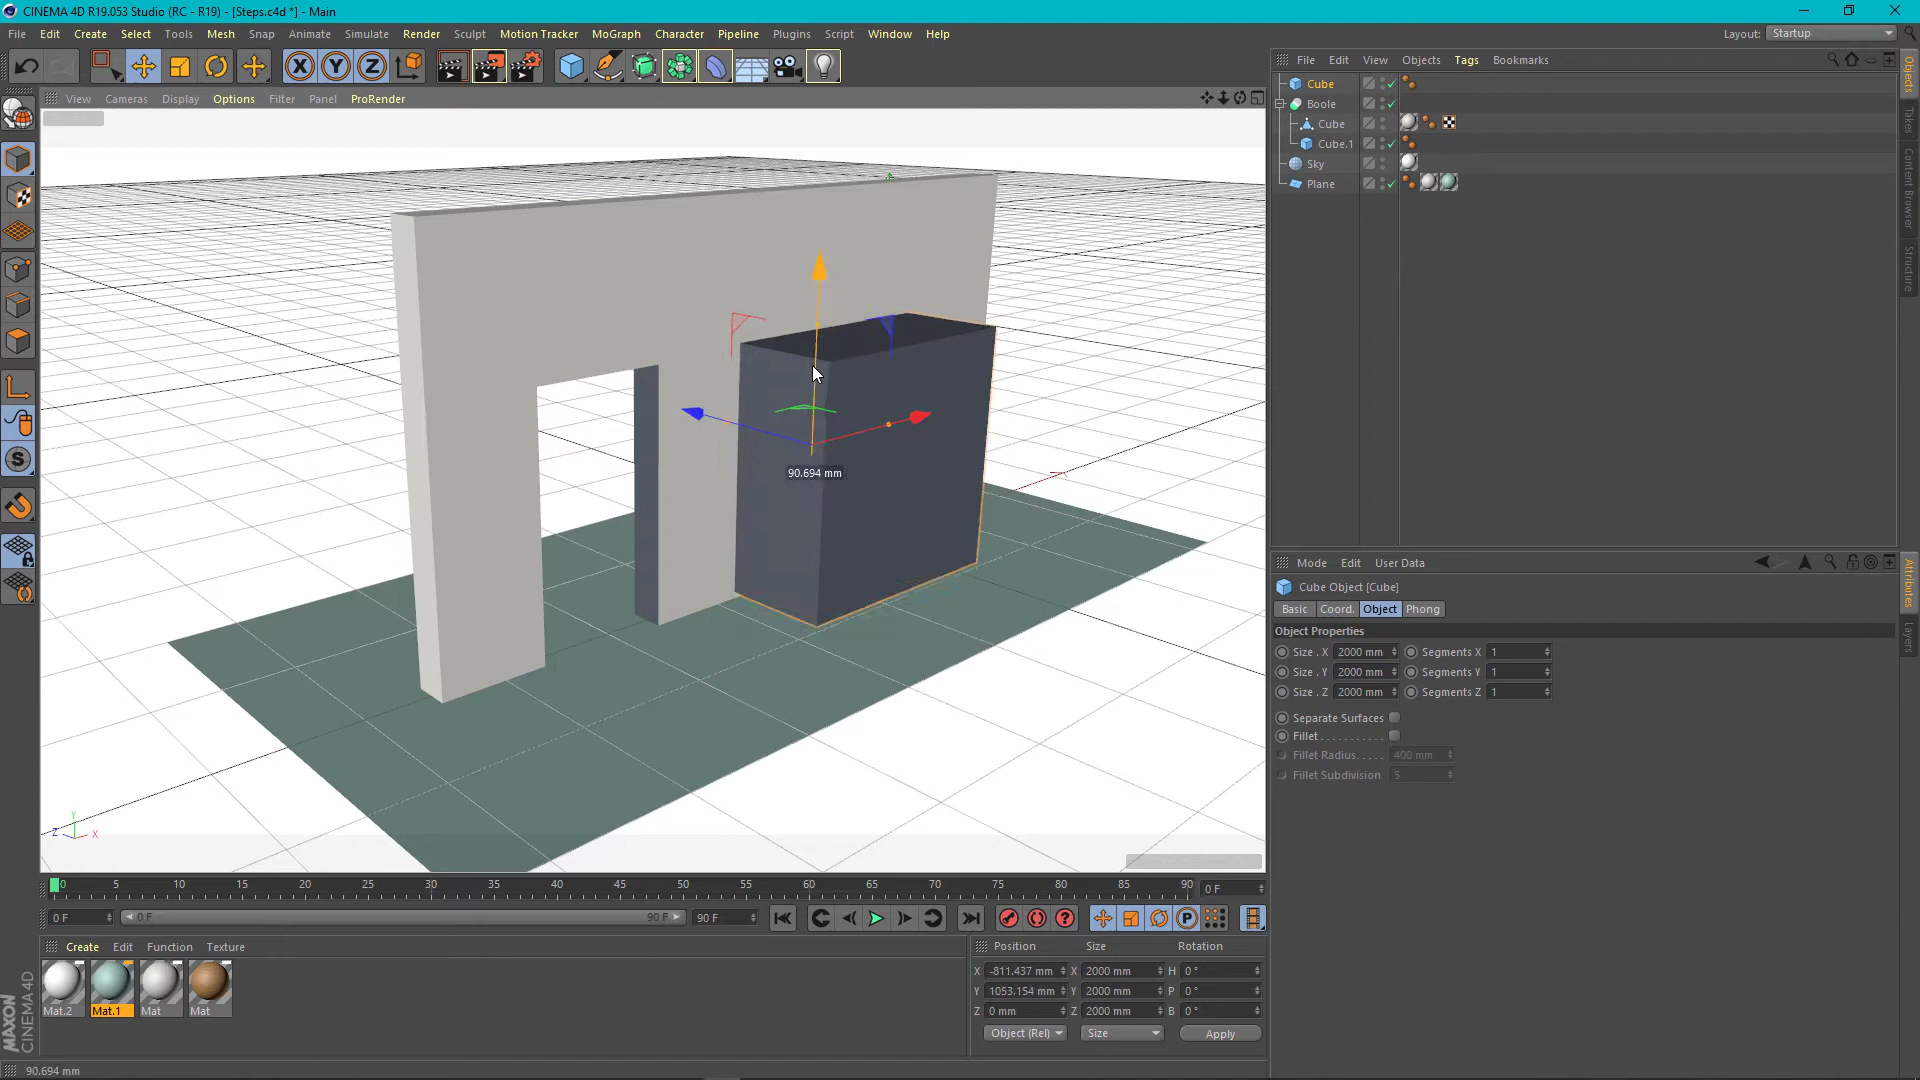 CINEMA 4D R19.053 Studio (RC - R19) - [Steps.c4d *] - Main
File Edit Create Select Tools Mesh Snap Animate Simulate Render Sculpt Motion Tracker MoGraph Character Pipeline Plugins Script Window Help
Layout: Startup
X Y Z
File Edit View Objects Tags Bookmarks
View Cameras Display Options Filter Panel ProRender
Cube
Boole
Cube
Cube.1
Sky
Plane
Objects
Takes
Content Browser
Structure
90.694 mm
Y
Z X
S
Mode Edit User Data
Cube Object [Cube]
Basic Coord. Object Phong
Object Properties
Size . X 2000 mm Segments X 1
Size . Y 2000 mm Segments Y 1
Size . Z 2000 mm Segments Z 1
Separate Surfaces
Fillet . . . . . . . . . . .
Fillet Radius. . . . . 400 mm
Fillet Subdivision 5
Attributes
Layers
0 5 10 15 20 25 30 35 40 45 50 55 60 65 70 75 80 85 90 0 F
0 F 0 F 90 F 90 F
P
Create Edit Function Texture
Mat.2 Mat.1 Mat Mat
Position Size Rotation
X -811.437 mm X 2000 mm H 0 °
Y 1053.154 mm Y 2000 mm P 0 °
Z 0 mm Z 2000 mm B 0 °
Object (Rel) Size Apply
MAXON
CINEMA 4D
90.694 mm